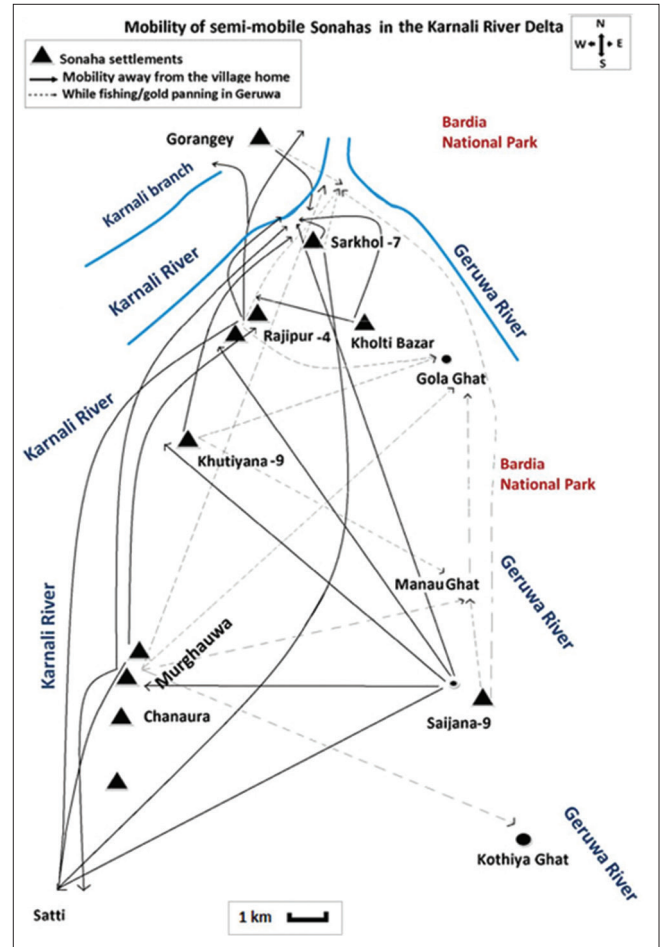 Mobility of semi-mobile Sonahas in the Karnali River Delta
N
W E
S
Sonaha settlements
Mobility away from the village home
While fishing/gold panning in Geruwa
Gorangey
Bardia
National Park
Karnali branch
Karnali River
Sarkhol -7
Geruwa River
Rajipur -4
Kholti Bazar
Gola Ghat
Karnali River
Khutiyana -9
Bardia
National Park
Manau Ghat
Geruwa River
Karnali River
Murghauwa
Chanaura
Saijana-9
Geruwa River
Kothiya Ghat
Satti
1 km